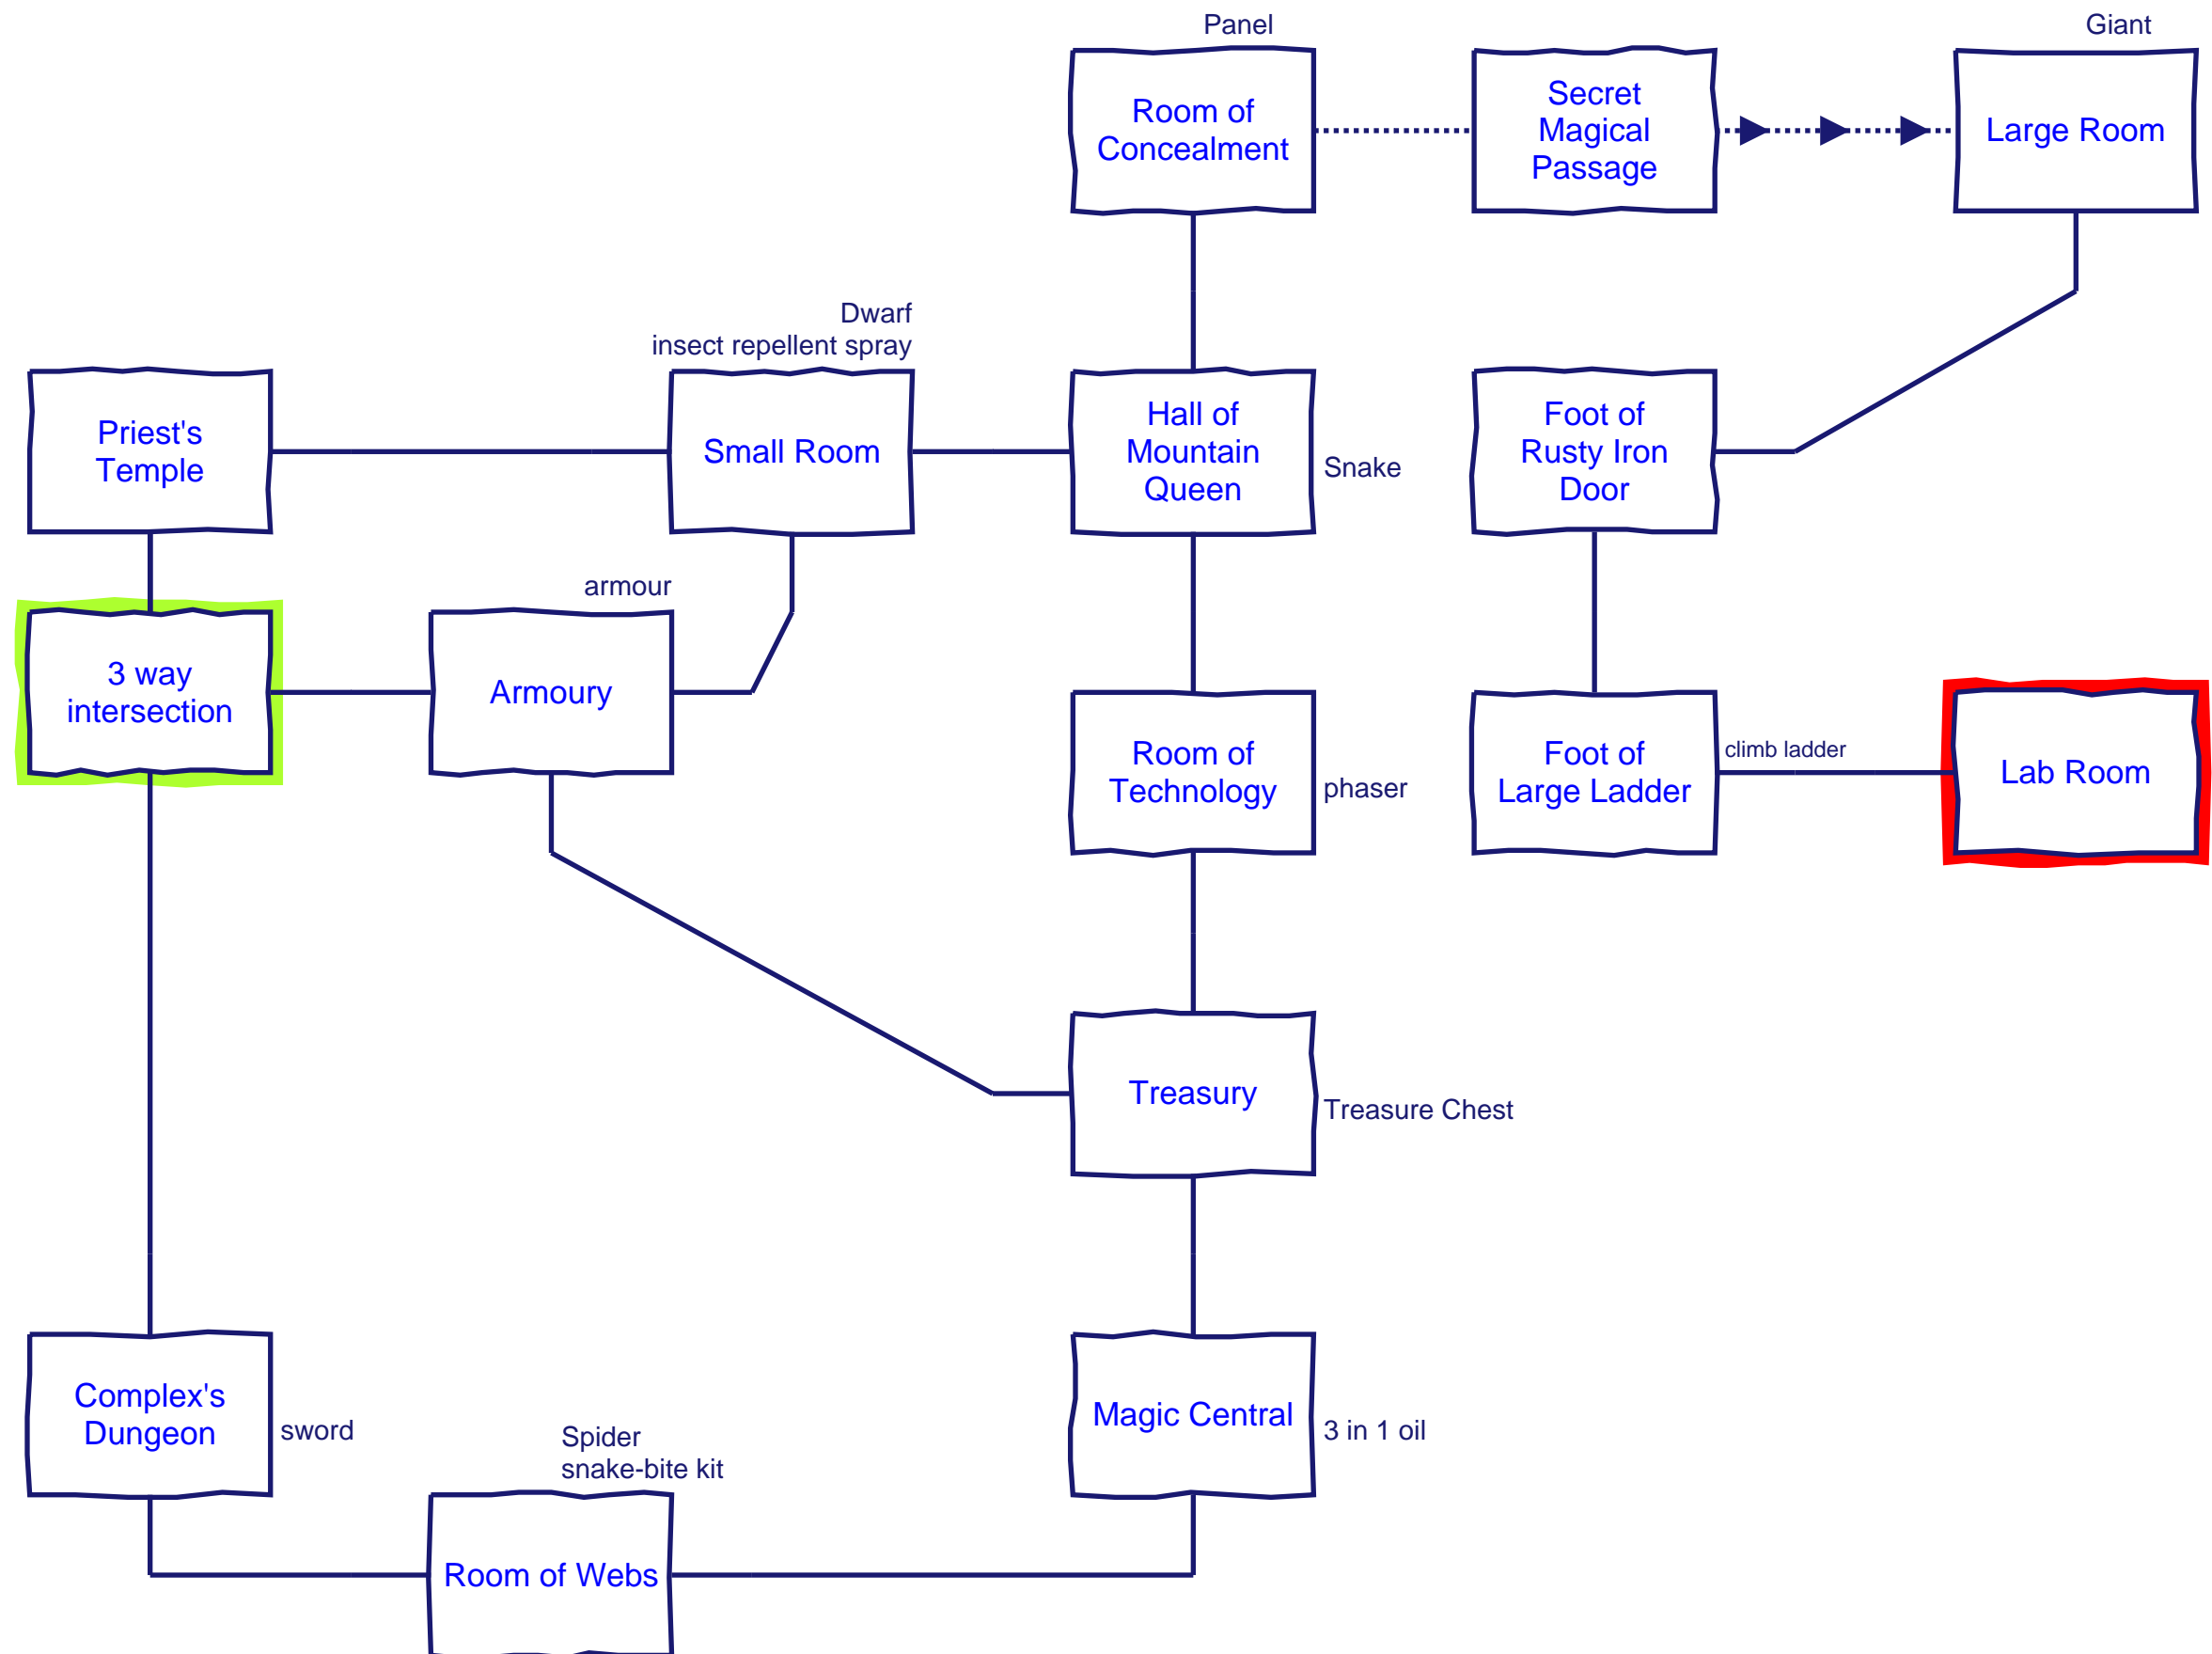 Panel
Giant
Room of
Concealment
Secret
Magical
Passage
Large Room
Dwarf
insect repellent spray
Priest's
Temple
Small Room
Hall of
Mountain
Queen
Snake
Foot of
Rusty Iron
Door
armour
3 way
intersection
Armoury
Room of
Technology
phaser
Foot of
Large Ladder
climb ladder
Lab Room
Treasury
Treasure Chest
Complex's
Dungeon
sword
Spider
snake-bite kit
Magic Central
3 in 1 oil
Room of Webs